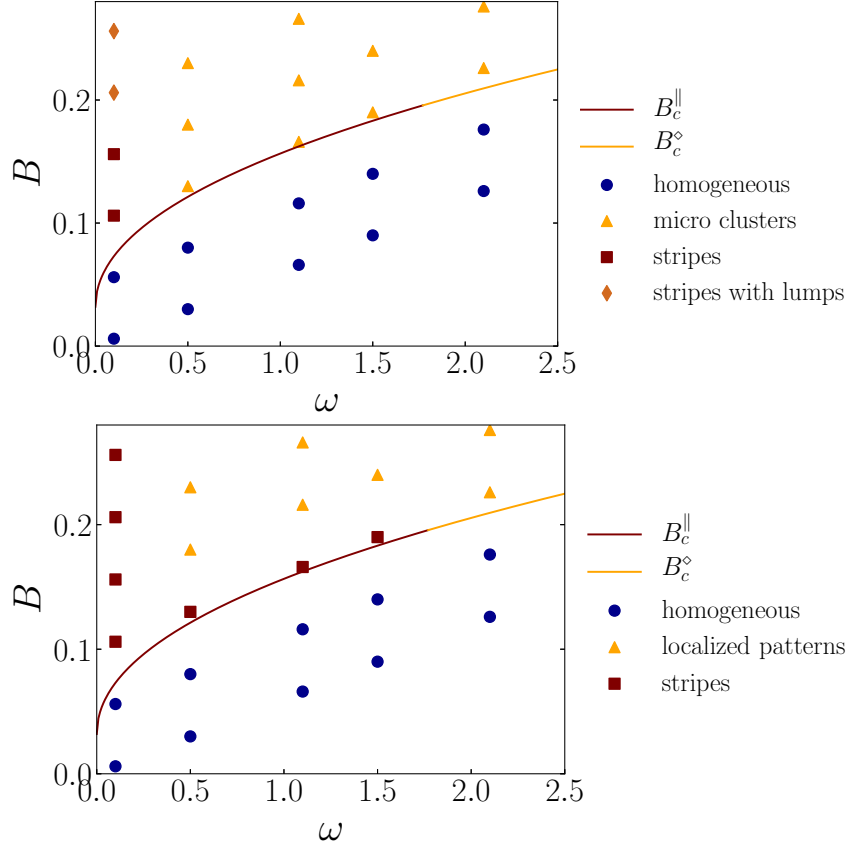 0.2
0.1
0.0
B
0.0
0.5
1.0
1.5
2.0
2.5
ω
B_c^∥
B_c^⋄
homogeneous
micro clusters
stripes
stripes with lumps
0.2
0.1
0.0
B
0.0
0.5
1.0
1.5
2.0
2.5
ω
B_c^∥
B_c^⋄
homogeneous
localized patterns
stripes